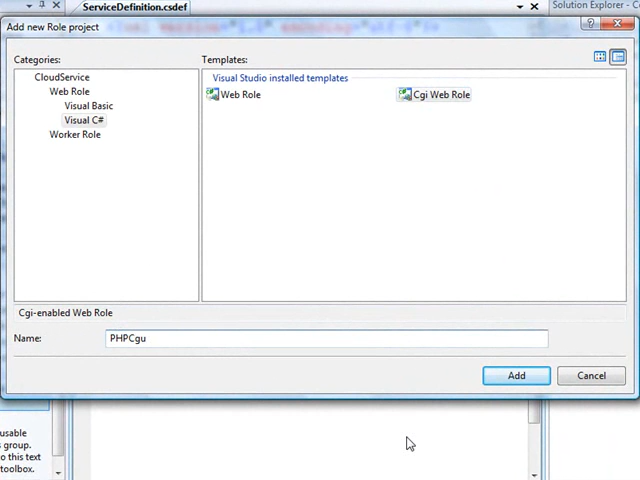 ServiceDefinition.csdef
Solution Explorer - C
Add new Role project
Categories:
Templates:
CloudService
Web Role
Visual Basic
Visual C#
Worker Role
Visual Studio installed templates
Web Role
Cgi Web Role
Cgi-enabled Web Role
Name:
PHPCgu
Add
Cancel
usable
s group.
o this text
toolbox.